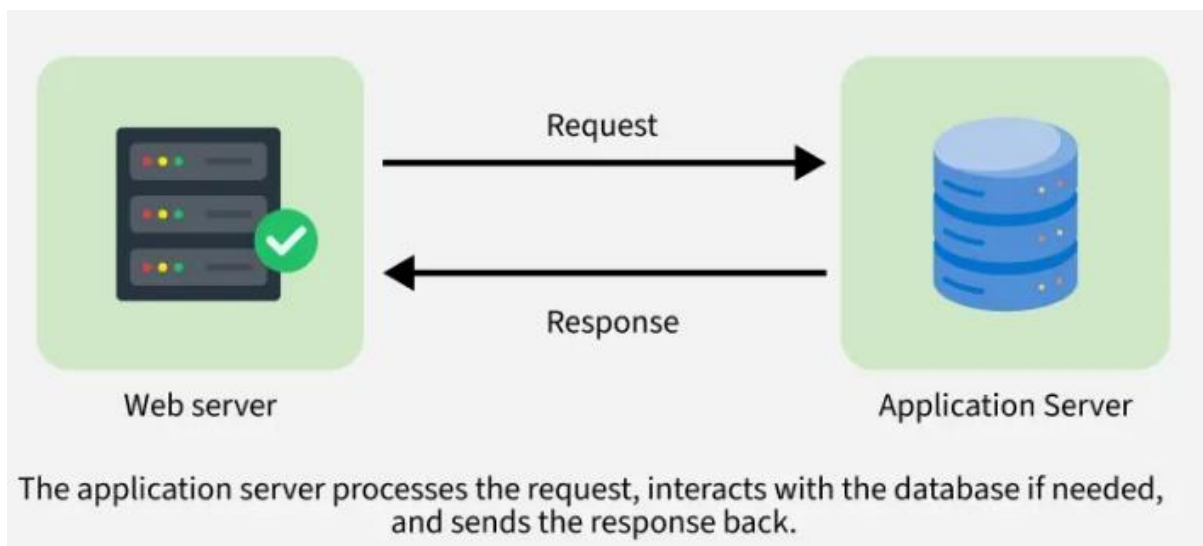 Request
Response
Web server
Application Server
The application server processes the request, interacts with the database if needed,
and sends the response back.